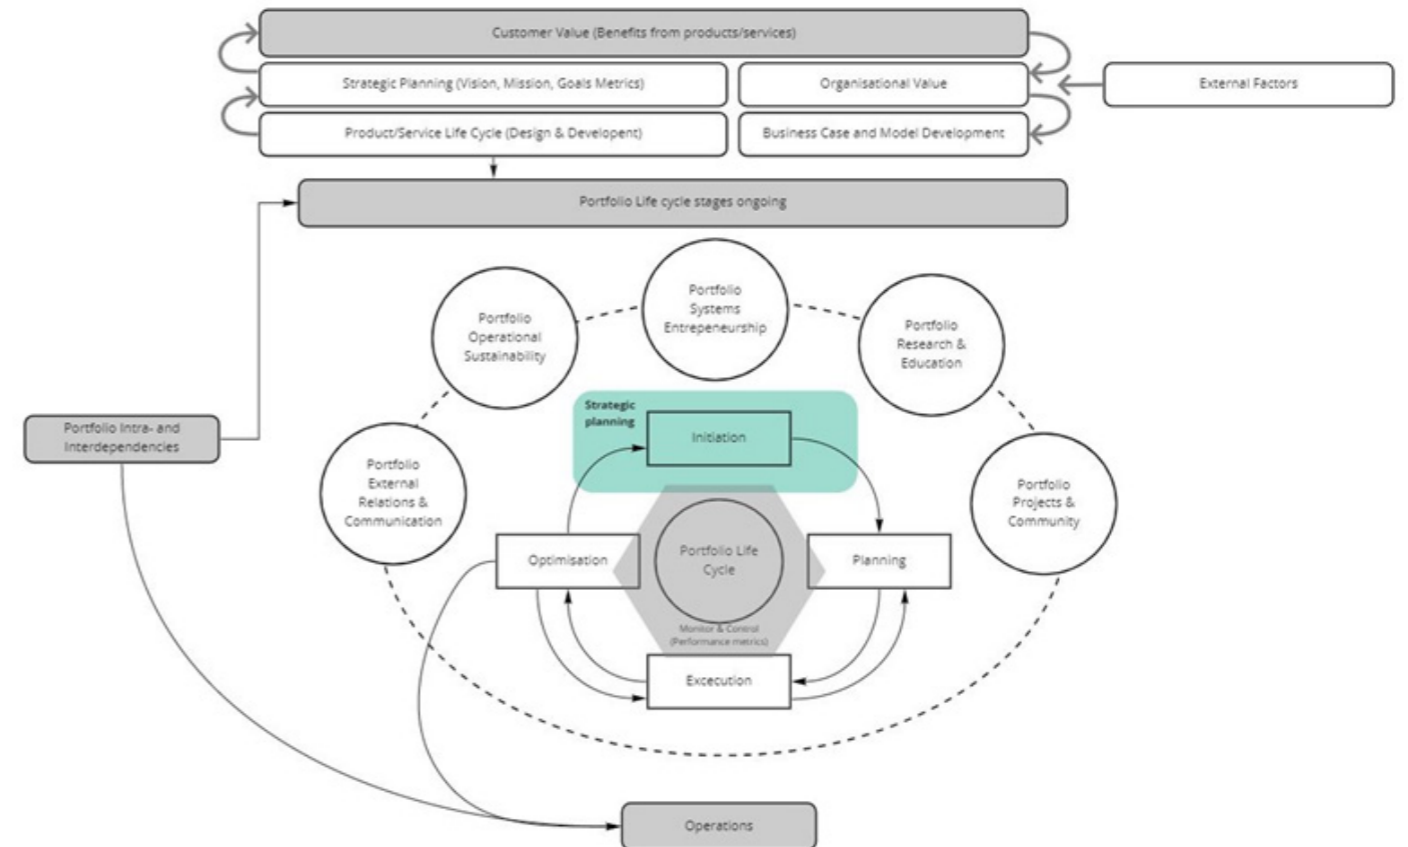 Customer Value (Benefits from products/services)
Strategic Planning (Vision, Mission, Goals Metrics)
Organisational Value
External Factors
Product/Service Life Cycle (Design & Developent)
Business Case and Model Development
Portfolio Life cycle stages ongoing
Portfolio
Systems
Entrepeneurship
Portfolio
Operational
Sustainability
Portfolio
Research &
Education
Strategic
planning
Initiation
Portfolio Intra- and
Interdependencies
Portfolio
External
Relations &
Communication
Portfolio
Projects &
Community
Optimisation
Portfolio Life
Cycle
Planning
Monitor & Control
(Performance metrics)
Excecution
Operations